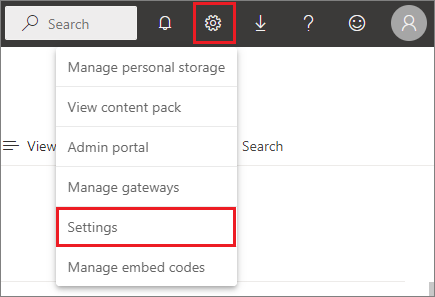 Search
Manage personal storage
View content pack
Admin portal
View
Search
Manage gateways
Settings
Manage embed codes